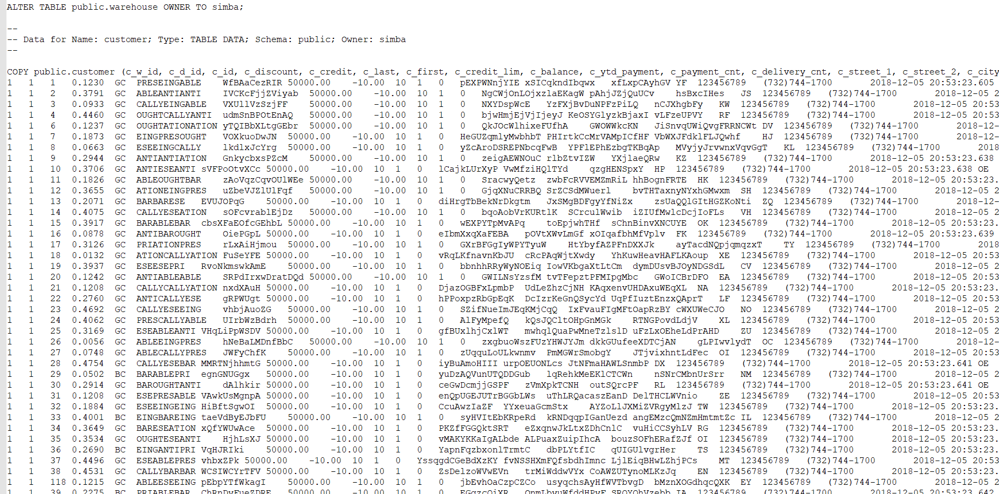 ALTER TABLE public.warehouse OWNER TO simba;
--
-- Data for Name: customer; Type: TABLE DATA; Schema: public; Owner: simba
--
COPY public.customer (c_w_id, c_d_id, c_id, c_discount, c_credit, c_last, c_first, c_credit_lim, c_balance, c_ytd_payment, c_payment_cnt, c_delivery_cnt, c_street_1, c_street_2, c_city
1 1 1 0.1230 GC PRESEINGABLE WfBAaCezRIR 50000.00 -10.00 10 1 0 pEXPWNnjYIE xSICqkndIbqwx xfLxpCAyhGV YF 123456789 (732)744-1700 2018-12-05 20:53:23.605
1 1 2 0.3791 GC ABLEANTIANTI IVCKcFjjZViyab 50000.00 -10.00 10 1 0 NgCWjOnLOjxzlaEKagW pAhjJZjQuUCv hsBxcIHes JS 123456789 (732)744-1700 2018-12-05 2
1 1 3 0.0933 GC CALLYEINGABLE VXUllVzSzjFF 50000.00 -10.00 10 1 0 NXYDspWcE YzFXjBvDuNPFzPiLQ nCJXhgbFy KW 123456789 (732)744-1700 2018-12-05 20:53
1 1 4 0.4460 GC OUGHTCALLYANTI udmSnBPOtEnAQ 50000.00 -10.00 10 1 0 bjwHmjEjVjIjeyJ KeOSYGlyzkBjaxI vLFzeUPVY RF 123456789 (732)744-1700 2018-12-05 20:53
1 1 6 0.1237 GC OUGHTATIONATION yTQIBbXLtgGEbr 50000.00 -10.00 10 1 0 QkJOcWlhixeFUfhA GWOWWkcKN JiSnvqUWiQvgFRRNCWt DV 123456789 (732)744-1700 2018-12-
1 1 7 0.1873 GC EINGPRESOUGHT VOXkuoDwJN 50000.00 -10.00 10 1 0 HeGUZqmlyMwbhbT PHIrtkCcMrVAMpICfHF VbWXJFdklFLJQwhf HJ 123456789 (732)744-1700 2018-12-
1 1 8 0.0663 GC ESEEINGCALLY lkdlxJcYrg 50000.00 -10.00 10 1 0 yZcAroDSREPNbcqFwB YPFlEPhEzbgTKBqAp MVyjyJrvwnxVqvGgT KL 123456789 (732)744-1700 2018
1 1 9 0.2944 GC ANTIANTIATION GnkycbxsPZcM 50000.00 -10.00 10 1 0 zeigAEWNOuC rlbZtvIZW YXjlaeQRw KZ 123456789 (732)744-1700 2018-12-05 20:53:23.638
1 1 10 0.3706 GC ANTIESEANTI sVFPoOtvXCc 50000.00 -10.00 10 1 0 lCajkLUrXyP VwMfziHQlTYd qzgHENSpxY HP 123456789 (732)744-1700 2018-12-05 20:53:23.638 OE
1 1 11 0.1826 GC ABLEOUGHTBAR zAoVqzCqvOUlWEe 50000.00 -10.00 10 1 0 SracwyQetz zwbFcRVVEMZmRiL hhBognFRTE HK 123456789 (732)744-1700 2018-12-05 20:53:23.
1 1 12 0.3655 GC ATIONEINGPRES uZbeVJZlUlFqf 50000.00 -10.00 10 1 0 GjqXNuCRRBQ SrZCSdMWuerl bvTHTaxnyNYxhGMwxm SH 123456789 (732)744-1700 2018-12-05 2
1 1 13 0.2071 GC BARBARESE EVUJOPqG 50000.00 -10.00 10 1 0 diHrgTbBekNrDkgtm JxSMgBDFgyYfNiZx zsUaQQlGItHGZKoNti ZQ 123456789 (732)744-1700 2018-12-
1 1 14 0.4075 GC CALLYESEATION sOFcvrablEjDz 50000.00 -10.00 10 1 0 bqoAobVrKURtlK SCrculWwib iZIUfMwlcDcjIoFLs VH 123456789 (732)744-1700 2018-12-05 2
1 1 15 0.3917 GC BARABLEBAR cbsXFaEOfcGEhbL 50000.00 -10.00 10 1 0 wEXPYTpMvAPq toEpjwhTHf sChnBinvXNCUYE OK 123456789 (732)744-1700 2018-12-05 20:53:23.
1 1 16 0.0878 GC ANTIBAROUGHT OiePGpL 50000.00 -10.00 10 1 0 eIbmXxqXaFEBA pOVtXWvLmGf xOIqafbhMfVplv FK 123456789 (732)744-1700 2018-12-05 20:53:23.639
1 1 17 0.3126 GC PRIATIONPRES rLxAiHjmou 50000.00 -10.00 10 1 0 GXrBFGgIyWPYTyuW HtYbyfAZPFnDXXJk ayTacdNQpjqmqzxT TY 123456789 (732)744-1700 2018
1 1 18 0.0132 GC ATIONCALLYATION FuSeYFE 50000.00 -10.00 10 1 0 vRqLKfnavnKbJU cRcPAqWjtXwdy YhKuwHeavHAFLKAoup XE 123456789 (732)744-1700 2018-12-05 20:53
1 1 19 0.3937 GC ESEESEPRI RvoNkmswkAmE 50000.00 -10.00 10 1 0 bbnhhRRyWyNOEiq IowVKbgaXtLtCm dymDUsvBJOyNDGSdL CV 123456789 (732)744-1700 2018-12-05 2
1 1 20 0.1242 GC ANTIABLEABLE SRPdIrxwDratDQd 50000.00 -10.00 10 1 0 GWILNsYzsfM tvTFepztPFMIpgMbc GWoICBrDFO EA 123456789 (732)744-1700 2018-12-05 20:53
1 1 21 0.1208 GC CALLYCALLYATION nxdXAuH 50000.00 -10.00 10 1 0 DjazOGBFxLpmbP UdLeZhzCjNH KAqxenvUHDAxuWEqXL NA 123456789 (732)744-1700 2018-12-05 20:53:23.
1 1 22 0.2760 GC ANTICALLYESE gRPWUgt 50000.00 -10.00 10 1 0 hPPoxpzRbGpEqK DcIzrKeGnQSycYd UqPfIuztEnzxQAprT LF 123456789 (732)744-1700 2018-12-05 20:53
1 1 23 0.4692 GC CALLYESEEING vhbjAuoZG 50000.00 -10.00 10 1 0 SZifNueImJEqKMjCqQ IxFvauFIgMFtOapRzBY cWXUWeCJO NO 123456789 (732)744-1700 2018-12-05 2
1 1 24 0.4062 GC PRESCALLYABLE UIrbWzBdrh 50000.00 -10.00 10 1 0 AlFyMpefQ kQsJQCltOHpGnMGk RTNGPovdLdjV XL 123456789 (732)744-1700 2018-12-05 20:53
1 1 25 0.3169 GC ESEABLEANTI VHqLiPpWSDV 50000.00 -10.00 10 1 0 gfBUxlhjCxlWT mwhqlQuaPwMneTzlslD uFzLxOEheLdPrAHD ZU 123456789 (732)744-1700 2018-12-05 2
1 1 26 0.0056 GC ABLEEINGPRES hNeBaLMDnfBbC 50000.00 -10.00 10 1 0 zxgbuoWszFUzYHWJYJm dkkGUufeeXDTCjAN gLPIwvlydT OC 123456789 (732)744-1700 2018-12-
1 1 27 0.0748 GC ABLECALLYPRES JWFyChfK 50000.00 -10.00 10 1 0 zUqquLoULkwnmv PmMGWrSmobgY JTjvixhntLdFec OI 123456789 (732)744-1700 2018-12-05 20:53:23.
1 1 28 0.4754 GC CALLYESEBAR MMRTNjhhmtG 50000.00 -10.00 10 1 0 iyBuAmoHIII urpOEUONLcs JtNFmaHAWLSnmbP DX 123456789 (732)744-1700 2018-12-05 20:53:23.641 OE
1 1 29 0.0502 BC BARABLEPRI egnGNUGgx 50000.00 -10.00 10 1 0 yuDzAQVunUTQDDGub lqRehkMeEKlCTCWn nSNrCMbnUrSrr NM 123456789 (732)744-1700 2018-12-05 2
1 1 30 0.2914 GC BAROUGHTANTI dAlhkir 50000.00 -10.00 10 1 0 ceGwDcmjjGSPF zVmXpkTCNH outSQrcPF RL 123456789 (732)744-1700 2018-12-05 20:53:23.641 OE
1 1 31 0.1208 GC ESEPRESABLE VAwkUsMgnpA 50000.00 -10.00 10 1 0 enQpUGEJUTrBGGbLWs uThLRQacaszEanD DelTHCLWvnio ZE 123456789 (732)744-1700 2018-12-05 20:53:23.
1 1 32 0.1884 GC ESEEINGEING HiBftSgwOI 50000.00 -10.00 10 1 0 CcuAwzIaZF YYxeuaGcmStx AYZoLlJXMiZVRgyMlzJ TW 123456789 (732)744-1700 2018-12-05 20:53:23.
1 1 33 0.4001 BC EINGBAREING taeVdByEJbFU 50000.00 -10.00 10 1 0 syHVItEbKRpeRd kRNDqqpIGanUezd angEMzcQmNZmHmtmtZc IL 123456789 (732)744-1700 2018-12-05 2
1 1 34 0.3649 GC BARESEATION xQfYWUwAce 50000.00 -10.00 10 1 0 PKZfFGGQktSRT eZxqnwJkLtxZDhCnlC vuHiCCSyhLV RG 123456789 (732)744-1700 2018-12-05 20:53:23.
1 1 35 0.3534 GC OUGHTESEANTI HjhLsXJ 50000.00 -10.00 10 1 0 vMAKYKKaIgALbde ALPuaxZuipIhcA bouzSOFhERafZJf OI 123456789 (732)744-1700 2018-12-05 20:53:23.
1 1 36 0.2690 BC EINGANTIPRI VqHJRIki 50000.00 -10.00 10 1 0 YapnFqzbxonlTrmtC dbPLYtfIC qUIGUlvgrHer TS 123456789 (732)744-1700 2018-12-05 20:53:23.
1 1 37 0.4496 GC ESEABLEPRES vhbxZPk 50000.00 -10.00 10 1 0 YssqgdCGeBdXzKY fvNSSHXmFQfsbdhImnc LjlEiqBHwLZhjPCs MT 123456789 (732)744-1700 2018-12-05 20:53
1 1 38 0.4531 GC CALLYBARBAR WCSIWCYrTFV 50000.00 -10.00 10 1 0 ZsDelzoWVwEVn trMiWddwVYx CoAWZUTynoMLKzJq EN 123456789 (732)744-1700 2018-12-05 20:53:23.
1 1 118 0.1215 GC ABLEESEEING pEbpYTfWkagI 50000.00 -10.00 10 1 0 jbEvhOaCzpCZCo usyqchsAyHfWVTbvgD bMznXOGdhqcQXK EY 123456789 (732)744-1700 2018-12-05 2
1 1 39 0.2275 BC PRIABLEBAR 50000.00 -10.00 10 1 0 123456789 (732)744-1700 2018-12-05 20:53:23.642